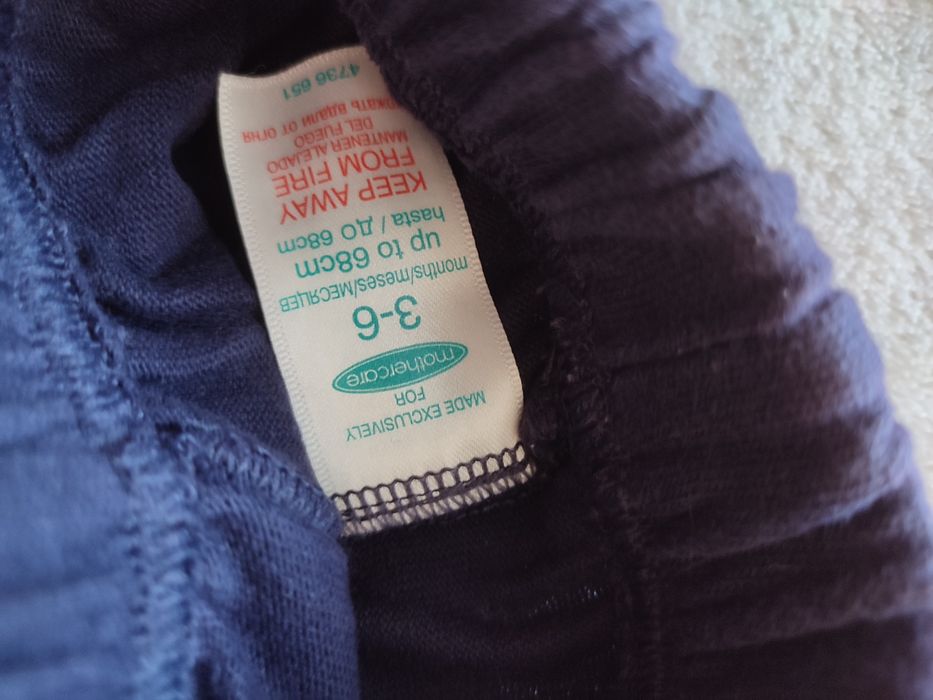 MADE EXCLUSIVELY
FOR
mothercare
3-6
months/meses/МЕСЯЦЕВ
up to 68cm
hasta / ДО 68cm
KEEP AWAY
FROM FIRE
MANTENER ALEJADO
DEL FUEGO
ВДАЛИ ОТ ОГНЯ
4736 651